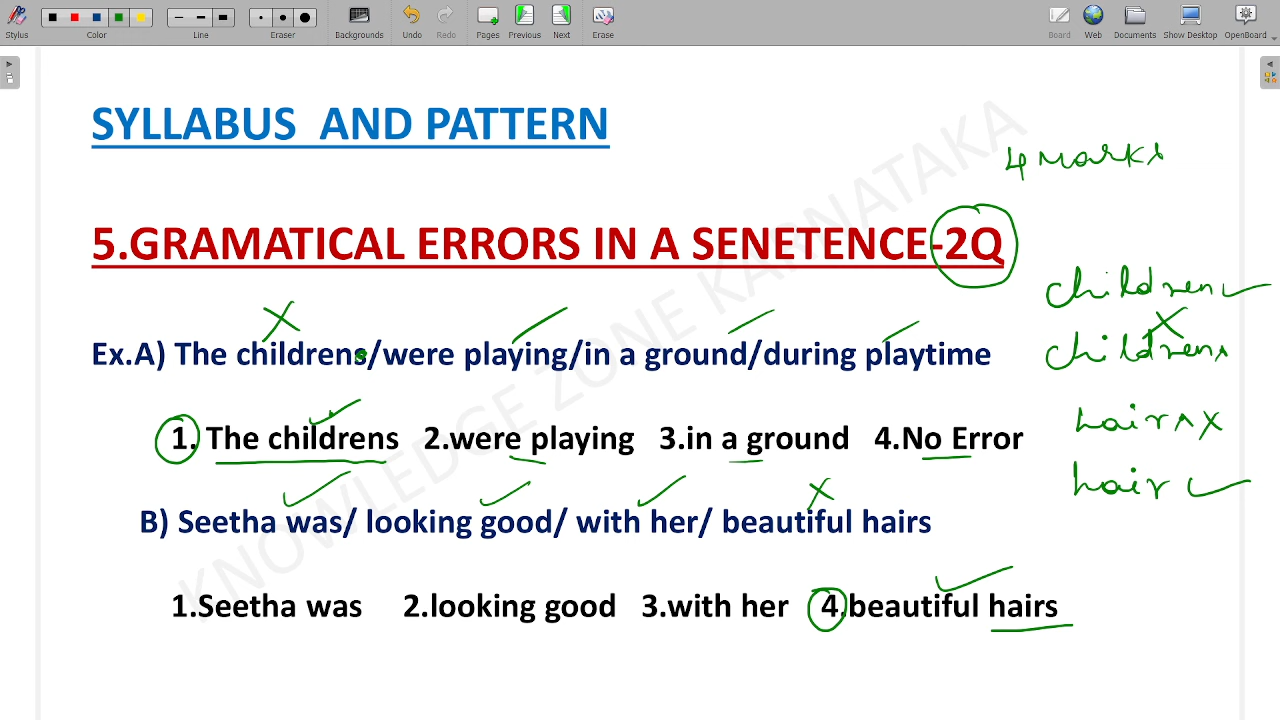 Stylus Color Line Eraser Backgrounds Undo Redo Pages Previous Next Erase Board Web Documents Show Desktop OpenBoard
SYLLABUS AND PATTERN
4 Marks
5.GRAMATICAL ERRORS IN A SENETENCE-2Q
children
Ex.A) The childrens/were playing/in a ground/during playtime
childrens
1. The childrens 2.were playing 3.in a ground 4.No Error
hairs
hair
B) Seetha was/ looking good/ with her/ beautiful hairs
1.Seetha was 2.looking good 3.with her 4.beautiful hairs
KNOWLEDGE ZONE KARNATAKA